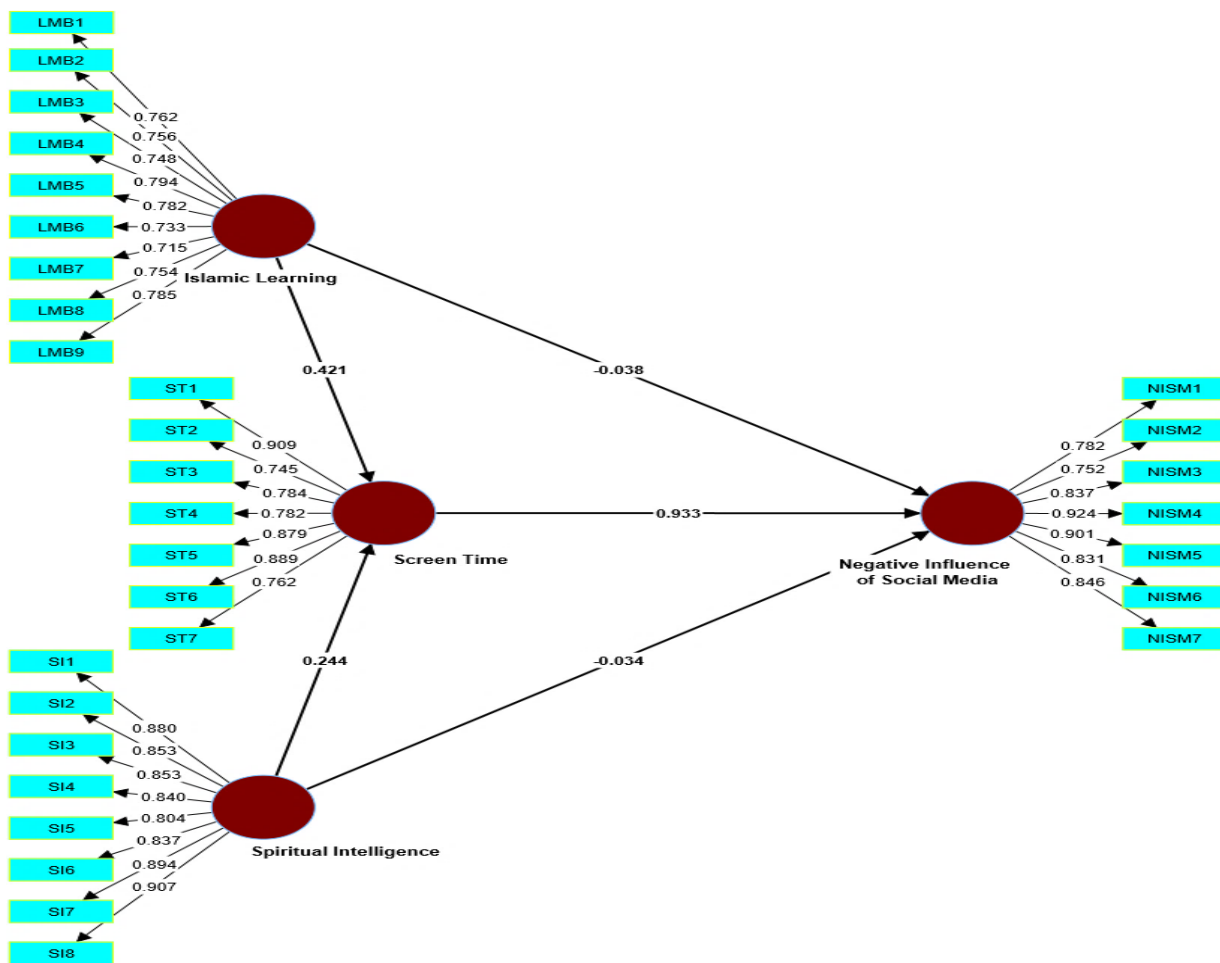 LMB1
LMB2
LMB3
LMB4
LMB5
LMB6
LMB7
LMB8
LMB9
0.762
0.756
0.748
0.794
0.782
0.733
0.715
0.754
0.785
Islamic Learning
0.421
-0.038
ST1
ST2
ST3
ST4
ST5
ST6
ST7
0.909
0.745
0.784
0.782
0.879
0.889
0.762
Screen Time
0.933
Negative Influence
of Social Media
0.782
0.752
0.837
0.924
0.901
0.831
0.846
NISM1
NISM2
NISM3
NISM4
NISM5
NISM6
NISM7
0.244
-0.034
SI1
SI2
SI3
SI4
SI5
SI6
SI7
SI8
0.880
0.853
0.853
0.840
0.804
0.837
0.894
0.907
Spiritual Intelligence